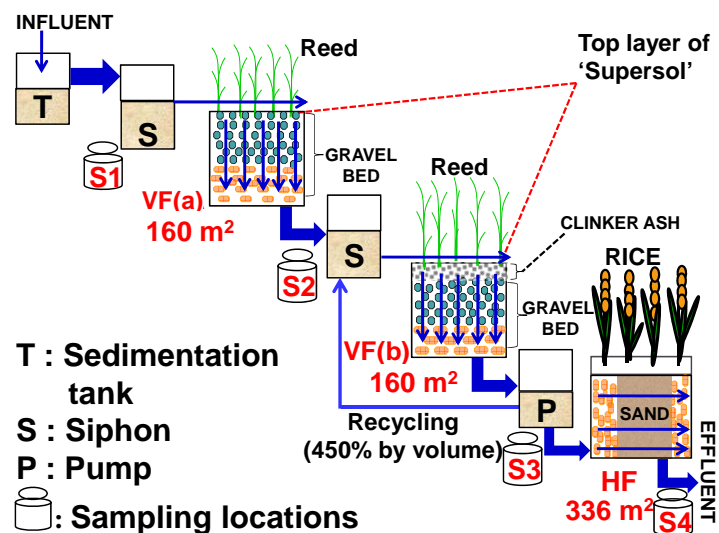 INFLUENT
T
S
S1
Reed
GRAVEL
BED
VF(a)
160 m²
Top layer of
‘Supersol’
S
S2
Reed
CLINKER ASH
RICE
GRAVEL
BED
VF(b)
160 m²
P
Recycling
(450% by volume)
S3
SAND
HF
336 m²
S4
EFFLUENT
T : Sedimentation
tank
S : Siphon
P : Pump
: Sampling locations